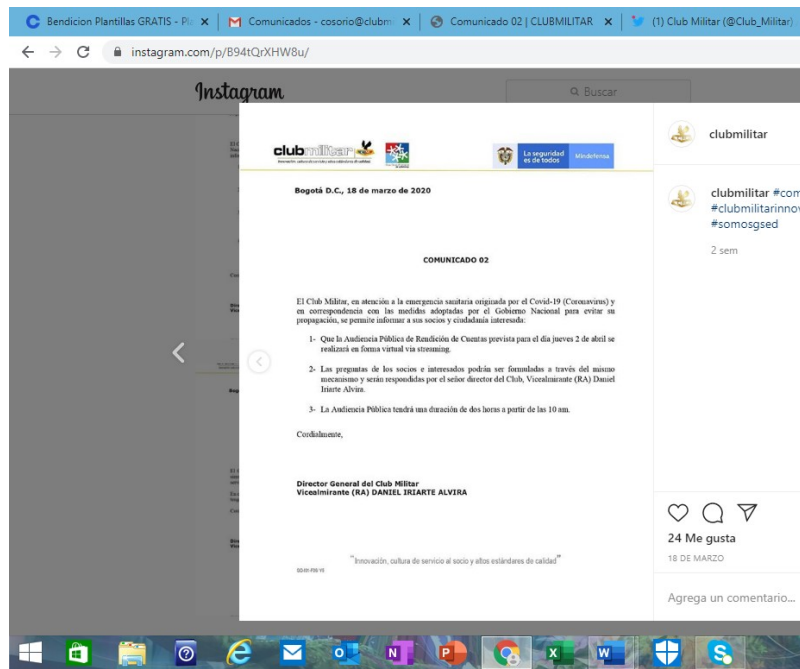 Bendicion Plantillas GRATIS - Pl
Comunicados - cosorio@clubm
Comunicado 02 | CLUBMILITAR
(1) Club Militar (@Club_Militar)
instagram.com/p/B94tQrXHW8u/
Instagram
Buscar
clubmilitar
La seguridad
es de todos
Mindefensa
Bogotá D.C., 18 de marzo de 2020
COMUNICADO 02
El Club Militar, en atención a la emergencia sanitaria originada por el Covid-19 (Coronavirus) y
en correspondencia con las medidas adoptadas por el Gobierno Nacional para evitar su
propagación, se permite informar a sus socios y ciudadanía interesada:
1- Que la Audiencia Pública de Rendición de Cuentas prevista para el día jueves 2 de abril se
realizará en forma virtual vía streaming.
2- Las preguntas de los socios e interesados podrán ser formuladas a través del mismo
mecanismo y serán respondidas por el señor director del Club, Vicealmirante (RA) Daniel
Iriarte Alvira.
3- La Audiencia Pública tendrá una duración de dos horas a partir de las 10 am.
Cordialmente,
Director General del Club Militar
Vicealmirante (RA) DANIEL IRIARTE ALVIRA
"Innovación, cultura de servicio al socio y altos estándares de calidad"
clubmilitar
clubmilitar #com
#clubmilitarinnov
#somosgsed
2 sem
24 Me gusta
18 DE MARZO
Agrega un comentario...